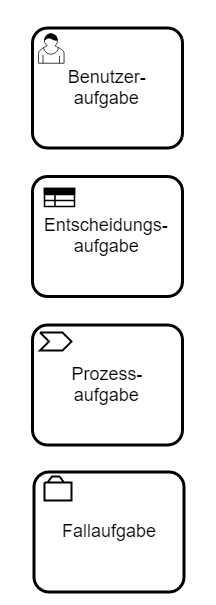 Benutzer-
aufgabe
Entscheidungs-
aufgabe
Prozess-
aufgabe
Fallaufgabe